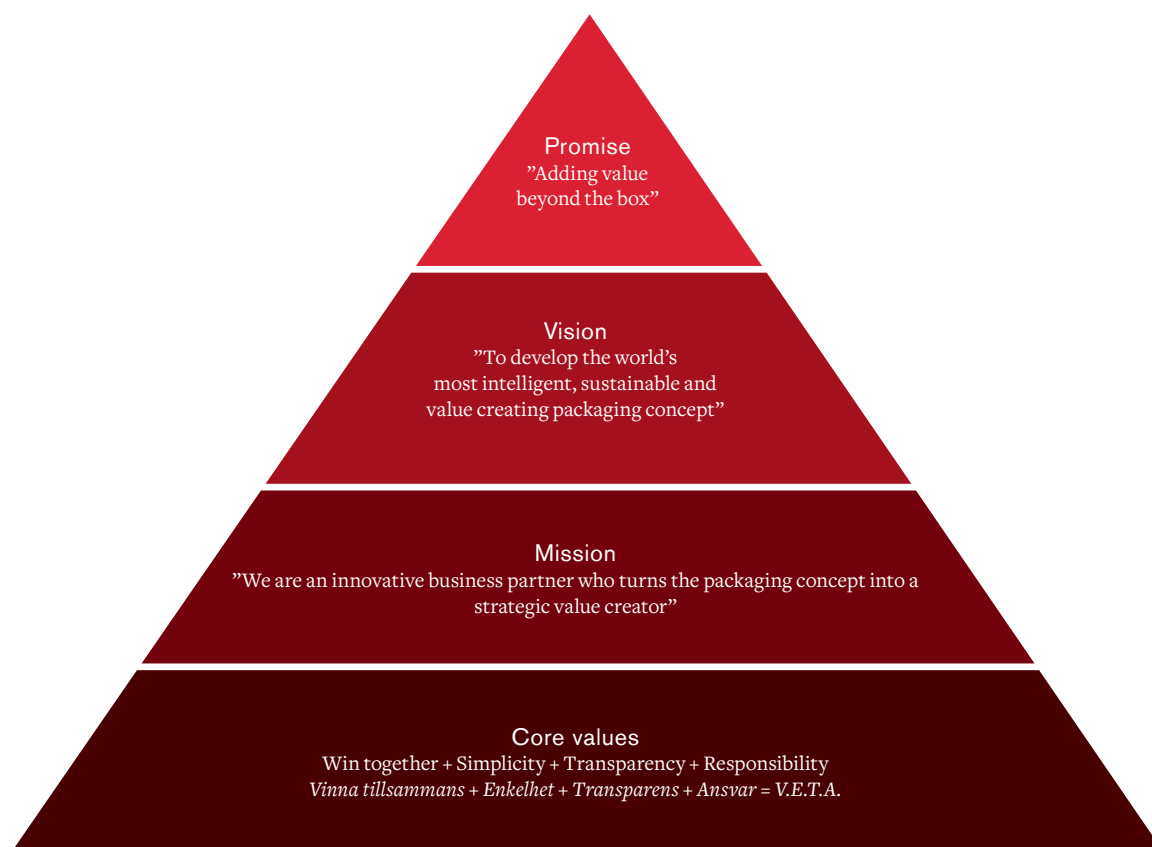 Promise
”Adding value
beyond the box”
Vision
”To develop the world’s
most intelligent, sustainable and
value creating packaging concept”
Mission
”We are an innovative business partner who turns the packaging concept into a
strategic value creator”
Core values
Win together + Simplicity + Transparency + Responsibility
Vinna tillsammans + Enkelhet + Transparens + Ansvar = V.E.T.A.